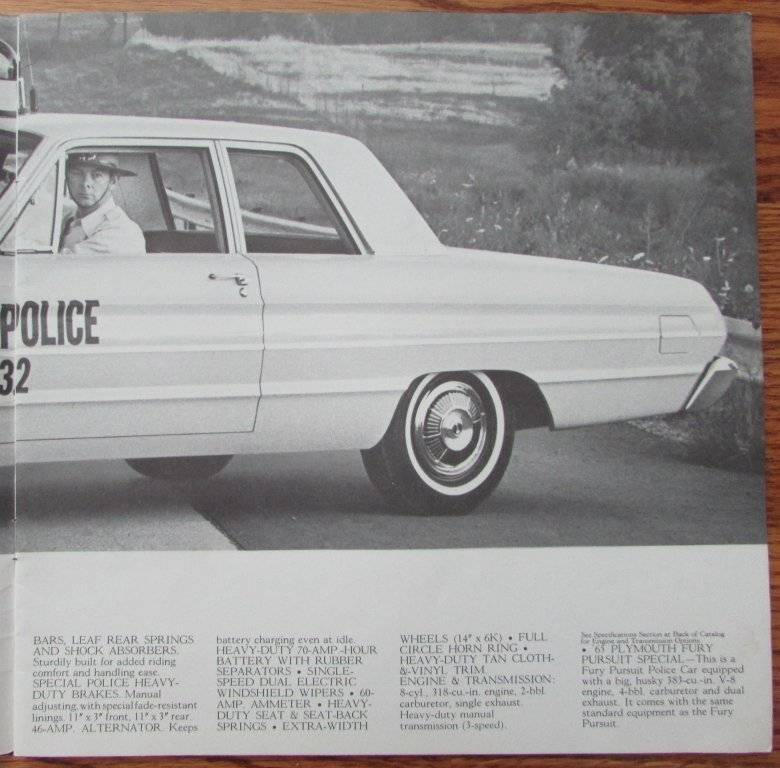 POLICE
32
BARS, LEAF REAR SPRINGS
AND SHOCK ABSORBERS.
Sturdily built for added riding
comfort and handling ease.
SPECIAL POLICE HEAVY-
DUTY BRAKES. Manual
adjusting, with special fade-resistant
linings. 11" x 3" front, 11" x 3" rear.
46-AMP. ALTERNATOR. Keeps
battery charging even at idle.
HEAVY-DUTY 70-AMP.-HOUR
BATTERY WITH RUBBER
SEPARATORS • SINGLE-
SPEED DUAL ELECTRIC
WINDSHIELD WIPERS • 60-
AMP. AMMETER • HEAVY-
DUTY SEAT & SEAT-BACK
SPRINGS • EXTRA-WIDTH
WHEELS (14" x 6K) • FULL
CIRCLE HORN RING •
HEAVY-DUTY TAN CLOTH-
&-VINYL TRIM.
ENGINE & TRANSMISSION:
8-cyl., 318-cu.-in. engine, 2-bbl.
carburetor, single exhaust.
Heavy-duty manual
transmission (3-speed).
See Specifications Section at Back of Catalog
for Engine and Transmission Options.
• '65 PLYMOUTH FURY
PURSUIT SPECIAL—This is a
Fury Pursuit Police Car equipped
with a big, husky 383-cu.-in. V-8
engine, 4-bbl. carburetor and dual
exhaust. It comes with the same
standard equipment as the Fury
Pursuit.